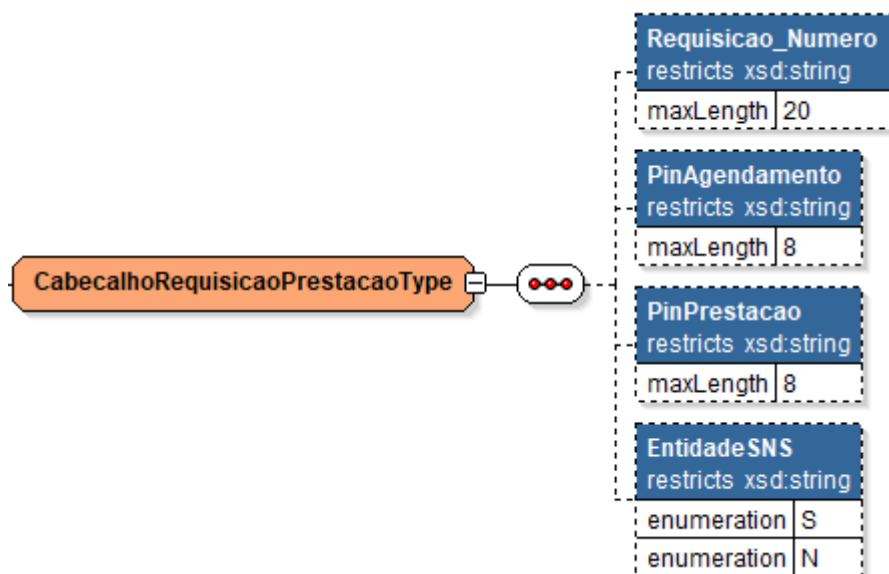 Requisicao_Numero
restricts xsd:string
maxLength 20
PinAgendamento
restricts xsd:string
maxLength 8
CabecalhoRequisicaoPrestacaoType
PinPrestacao
restricts xsd:string
maxLength 8
EntidadeSNS
restricts xsd:string
enumeration S
enumeration N